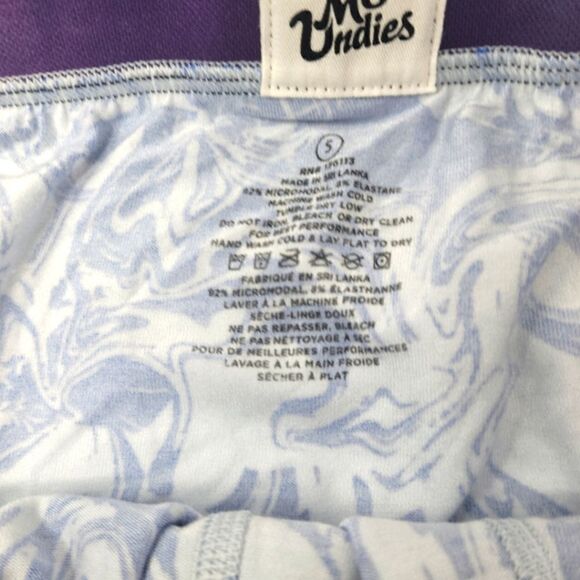 Me
Undies
S
RN# 120113
MADE IN SRI LANKA
92% MICROMODAL, 8% ELASTANE
MACHINE WASH COLD
TUMBLE DRY LOW
DO NOT IRON, BLEACH OR DRY CLEAN
FOR BEST PERFORMANCE
HAND WASH COLD & LAY FLAT TO DRY
FABRIQUÉ EN SRI LANKA
92% MICROMODAL, 8% ÉLASTHANNE
LAVER À LA MACHINE FROIDE
SÈCHE-LINGE DOUX
NE PAS REPASSER, BLEACH
NE PAS NETTOYAGE À SEC
POUR DE MEILLEURES PERFORMANCES
LAVAGE À LA MAIN FROIDE
SÉCHER À PLAT